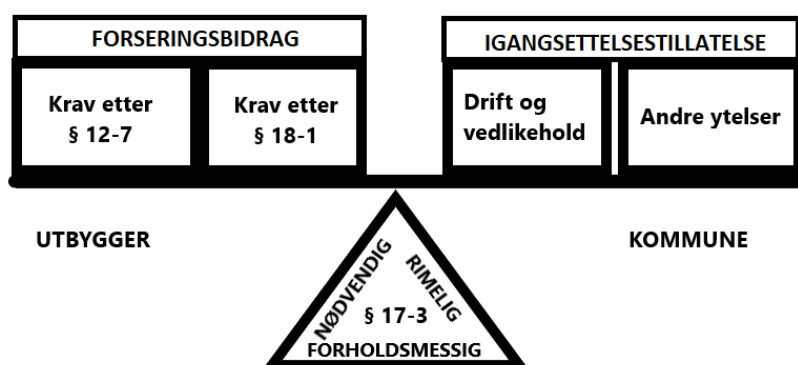 FORSERINGSBIDRAG
IGANGSETTELSESTILLATELSE
Krav etter
§ 12-7
Krav etter
§ 18-1
Drift og
vedlikehold
Andre ytelser
UTBYGGER
KOMMUNE
NØDVENDIG
RIMELIG
§ 17-3
FORHOLDSMESSIG